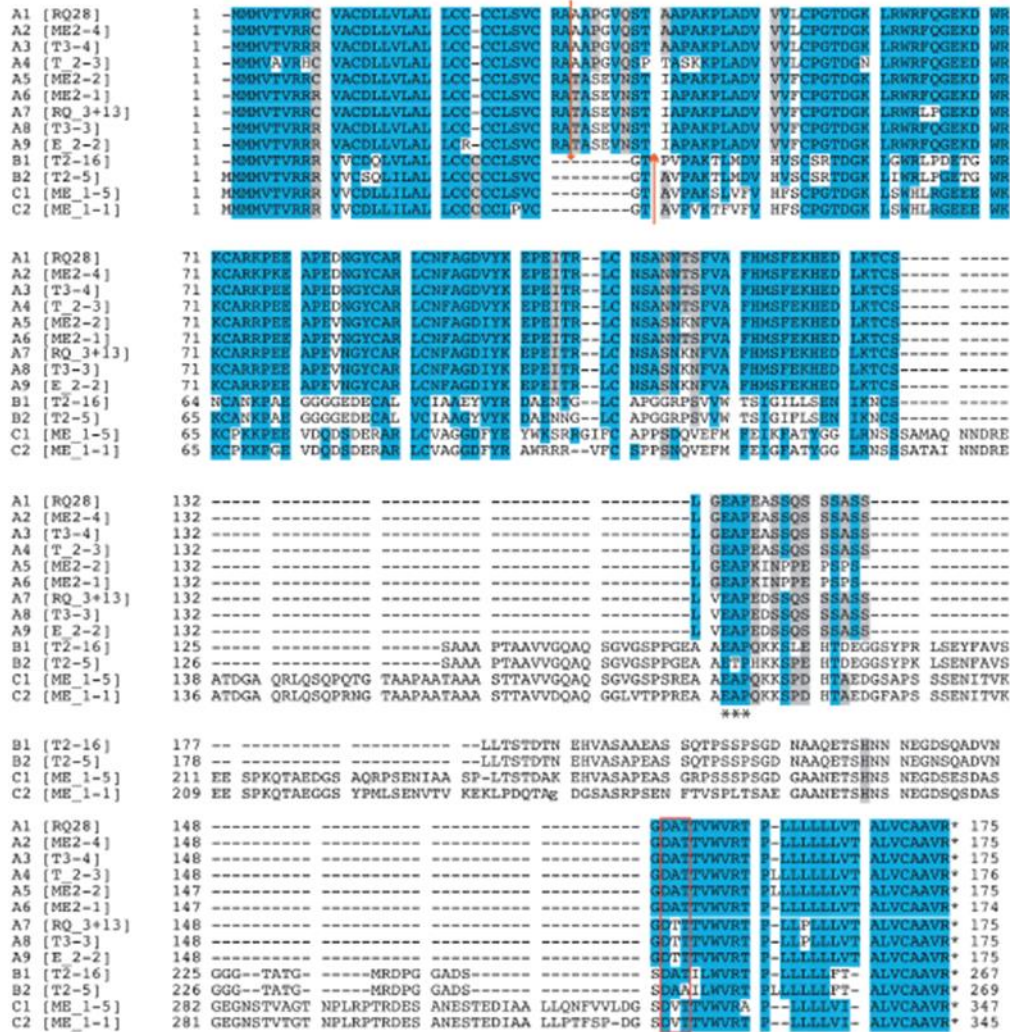 A1 [RQ28] 1 -MMMVTVRRC VACDLLVLAL LCC-CCLSVC RAAAPGVQST AAPAKPLADV VVLCPGTDGK LRWRFQGEKD WR
A2 [ME2-4] 1 -MMMVTVRRC VACDLLVLAL LCC-CCLSVC RAAAPGVQST AAPAKPLADV VVLCPGTDGK LRWRFQGEKD WR
A3 [T3-4] 1 -MMMVTVRRC VACDLLVLAL LCC-CCLSVC RAAAPGVQST AAPAKPLADV VVLCPGTDGK LRWRFQGEKD WR
A4 [T_2-3] 1 -MMMVAVRHC VACDLLVLAL LCC-CCLSVC RAAAPGVQSP TASKKPLADV VVLCPGTDGN LRWRFQGEKD WR
A5 [ME2-2] 1 -MMMVTVRRR VACDLLVLAL LCC-CCLSVC RATASEVNST IAPAKPLADV VVFCPGTDGK LRWRFQGEKD WR
A6 [ME2-1] 1 -MMMVTVRRR VACDLLVLAL LCC-CCLSVC RATASEVNST IAPAKPLADV VVFCPGTDGK LRWRFQGEKD WR
A7 [RQ_3+13] 1 -MMMVTVRRR VACDLLVLAL LCC-CCLSVC RATASEVNST IAPAKPLADV VVFCPGTDGK LRWRLPGEKD WR
A8 [T3-3] 1 -MMMVTVRRR VACDLLVLAL LCC-CCLSVC RATASEVNST IAPAKPLADV VVFCPGTDGK LRWRFQGEKD WR
A9 [E_2-2] 1 -MMMVTVRRR VACDLLVLAL RCC-CCLSVC RATASEVNST IAPAKPLADV VVFCPGTDGK LRWRFQGEKD WR
B1 [T2-16] 1 -MMMVTVRRR VVCDQLVLAL LCCCCCLSVC --------GT PVPAKTLMDV HVSCSRTDGK LGWRLPDETG WR
B2 [T2-5] 1 MMMMVTVRRR VVCSQLILAL LCCCCCLSVC --------GT AVPAKTLMDV HVSCSRTDGK LIWRLPGETG WR
C1 [ME_1-5] 1 MMMMVTVRRR VVCDLLILAL LCCCCCLSVC --------GT AVPAKSLVFV HFSCPGTDGK LSWHLRGEEE WK
C2 [ME_1-1] 1 MMMMVTVRRR VVCDLLILAL LCCCCCLPVC --------GT AVPVKTFVFV HFSCPGTDGK LSWHLRGEEE WK
A1 [RQ28] 71 KCARKPEE APEDNGYCAR LCNFAGDVYK EPEITR--LC NSANNTSFVA FHMSFEKHED LKTCS----- ------
A2 [ME2-4] 71 KCARKPEE APEDNGYCAR LCNFAGDVYK EPEITR--LC NSANNTSFVA FHMSFEKHED LKTCS----- ------
A3 [T3-4] 71 KCARKPEE APEDNGYCAR LCNFAGDVYK EPEITR--LC NSANNTSFVA FHMSFEKHED LKTCS----- ------
A4 [T_2-3] 71 KCARKPEE APEDNGYCAR LCNFAGDVYK EPEITR--LC NSANNTSFVA FHMSFEKHED LKTCS----- ------
A5 [ME2-2] 71 KCARRPEE APEVNGYCAR LCNFAGDIYK EPEITR--LC NSASNKNFVA FHMSFEKHED LKTCS----- ------
A6 [ME2-1] 71 KCARRPEE APEVNGYCAR LCNFAGDIYK EPEITR--LC NSASNTNFVA FHMSFEKHED LKTCS----- ------
A7 [RQ_3+13] 71 KCARRPEE APEVNGYCAR LCNFAGDIYK EPEITR--LC NSASNKNFVA FHMSFEKHED LKTCS----- ------
A8 [T3-3] 71 KCARRPEE APEVNGYCAR LCNFAGDIYK EPEITR--LC NSASNKNFVA FHMSFEKHED LKTCS----- ------
A9 [E_2-2] 71 KCARRPEE APEVNGYCAR LCNFAGDIYK EPEITR--LC NSASNKNFVA FHMSFEKHED LKTCS----- ------
B1 [T2-16] 64 NCANKPAE GGGGEDECAL VCIAAEYVYR DAENTG--LC APGGRPSVVW TSIGILLSEN IKNTC----- ------
B2 [T2-5] 65 KCANKPAE GGGGEDECAL VCIAAGYVYK DAENNG--LC APGGRPSVVW TSIGIFLSEN IKNTC----- ------
C1 [ME_1-5] 65 KCPKKPEE VDQDSDERAR LCVAGGDFYE YWKSRRGIFC APPSDQVEFM FEIKFATYGG LRNSSSAMAQ NNDRE
C2 [ME_1-1] 65 KCPKKPGE VDQDSDERAR LCVAGGDFYR AWRRR--VFC SPPSNQVEFM FEIGFATYGG LRNSSSATAI NNDRE
A1 [RQ28] 132 ----- ---------- ---------- ---------- ---------- --------L GEAPEASSQS SSASS----- ----------
A2 [ME2-4] 132 ----- ---------- ---------- ---------- ---------- --------L GEAPEASSQS SSASS----- ----------
A3 [T3-4] 132 ----- ---------- ---------- ---------- ---------- --------L GEAPEASSQS SSASS----- ----------
A4 [T_2-3] 132 ----- ---------- ---------- ---------- ---------- --------L GEAPEASSQS SSASS----- ----------
A5 [ME2-2] 132 ----- ---------- ---------- ---------- ---------- --------L GEAPKINPPE PSPS------ ----------
A6 [ME2-1] 132 ----- ---------- ---------- ---------- ---------- --------L GEAPKINPPE PSPS------ ----------
A7 [RQ_3+13] 132 ----- ---------- ---------- ---------- ---------- --------L VEAPEDSSQS SSASS----- ----------
A8 [T3-3] 132 ----- ---------- ---------- ---------- ---------- --------L VEAPEDSSQS SSASS----- ----------
A9 [E_2-2] 132 ----- ---------- ---------- ---------- ---------- --------L VEAPEDSSQS SSASS----- ----------
B1 [T2-16] 125 ----- ---------- ------SAAA PTAAVVGQAQ SGVGSPPGEA AEAPQKKSLE HTDEGGSYPR LSEYFAVS
B2 [T2-5] 126 ----- ---------- ------SAAA PTAAVVGQAQ SGVGSPPGEA AETPHKKSPE HTDEGGSYPR LSENFAVS
C1 [ME_1-5] 138 ATDGA QRLQSQPQTG TAAPAATAAA STTAVVGQAQ SGVGSPSREA AEAPQKKSPD HTAEDGSAPS SSENITVK
C2 [ME_1-1] 136 ATDGA QRLQSQPRNG TAAPAATAAA STTAVVDQAQ GGLVTPPREA AEAPQKKSPD HTAEDGFAPS SSENITVK
***
B1 [T2-16] 177 -- ---------- ---------- -----LLTSTDTN EHVASAAEAS SQTPSSPSGD NAAQETSHNN NEGDSQADVN
B2 [T2-5] 178 -- ---------- ---------- -----LLTSTDTN EHVASAPEAS SQTPSSPSGD NAAQETSHNN NEGNSQADVN
C1 [ME_1-5] 211 EE SPKQTAEDGS AQRPSENIAA SP-LTSTDAK EHVASAPEAS GRPSSSPSGD GAANETSHNS NEGDSESDAS
C2 [ME_1-1] 209 EE SPKQTAEGGS YPMLSENVTV KEKLPDQTAg DGSASRPSEN FTVSPLTSAE GAANETSHNS NEGDSQSDAS
A1 [RQ28] 148 ---------- ---------- ---------- ---------- GDATTVWVRT P-LLLLLLVT ALVCAAVR* 175
A2 [ME2-4] 148 ---------- ---------- ---------- ---------- GDATTVWVRT P-LLLLLLVT ALVCAAVR* 175
A3 [T3-4] 148 ---------- ---------- ---------- ---------- GDATTVWVRT P-LLLLLLVT ALVCAAVR* 175
A4 [T_2-3] 148 ---------- ---------- ---------- ---------- GDATTVWVRT PLLLLLLLVT ALVCAAVR* 176
A5 [ME2-2] 147 ---------- ---------- ---------- ---------- GDATTVWVRT PLLLLLLLVT ALVCAAVR* 175
A6 [ME2-1] 147 ---------- ---------- ---------- ---------- GDATTVWVRT P-LLLLLLVT ALVCAAVR* 174
A7 [RQ_3+13] 148 ---------- ---------- ---------- ---------- GDTTTVWVRT P-LLPLLLVT ALVCAAVR* 175
A8 [T3-3] 148 ---------- ---------- ---------- ---------- GDTTTVWVRT P-LLPLLLVT ALVCAAVR* 175
A9 [E_2-2] 148 ---------- ---------- ---------- ---------- GDTTTVWVRT P-LLLLLLVT ALVCAAVR* 175
B1 [T2-16] 225 GGG--TATG- ----MRDPG GADS------ ---------- SDATILWVRT P-LLLLLFT- ALVCAAVR* 267
B2 [T2-5] 226 GGG--TATG- ----MRDPG GADS------ ---------- SDAAILWVRT P-LLLLLFT- ALVCAAVR* 269
C1 [ME_1-5] 282 GEGNSTVAGT NPLRPTRDES ANESTEDIAA LLQNFVVLDG SDVTTVWVRA P-LLVLLVT- ALVCAAVR* 347
C2 [ME_1-1] 281 GEGNSTVTGT NPLRPTRDES ANESTEDIAA LLPTFSP-DG SDVTTVWVRT P-LLVLLVT- ALVCAAVR* 345